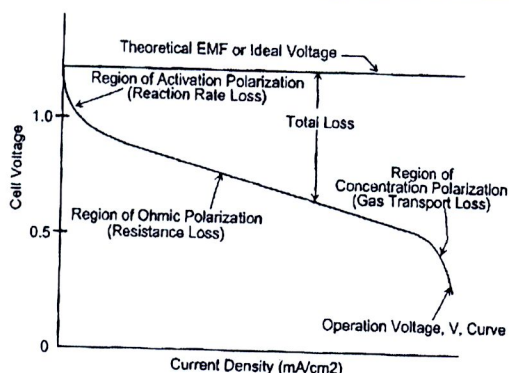 Theoretical EMF or Ideal Voltage
Region of Activation Polarization
(Reaction Rate Loss)
1.0
Total Loss
Cell Voltage
Region of
Concentration Polarization
(Gas Transport Loss)
Region of Ohmic Polarization
(Resistance Loss)
0.5
Operation Voltage, V, Curve
0
Current Density (mA/cm2)